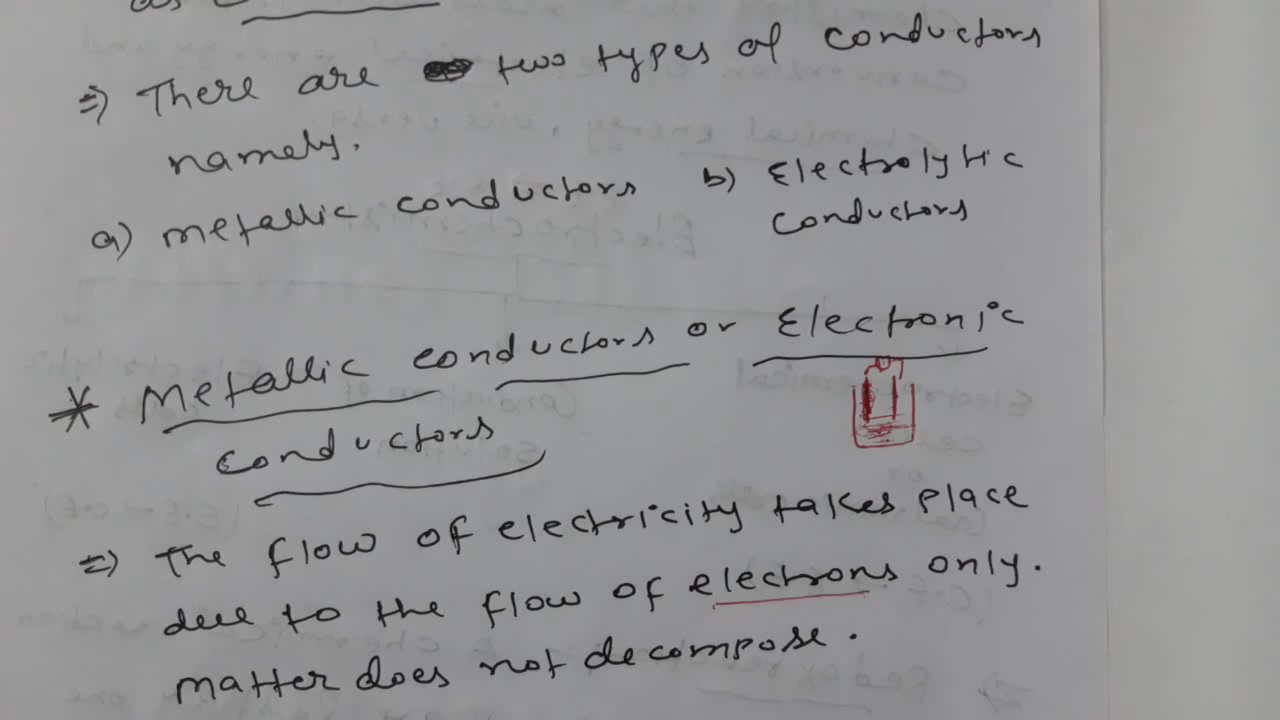 as
=) There are two types of conductors
namely.
a) metallic conductors b) Electrolytic
conductors
* Metallic conductors or Electronic
conductors
=) The flow of electricity takes place
due to the flow of electrons only.
matter does not decompose.